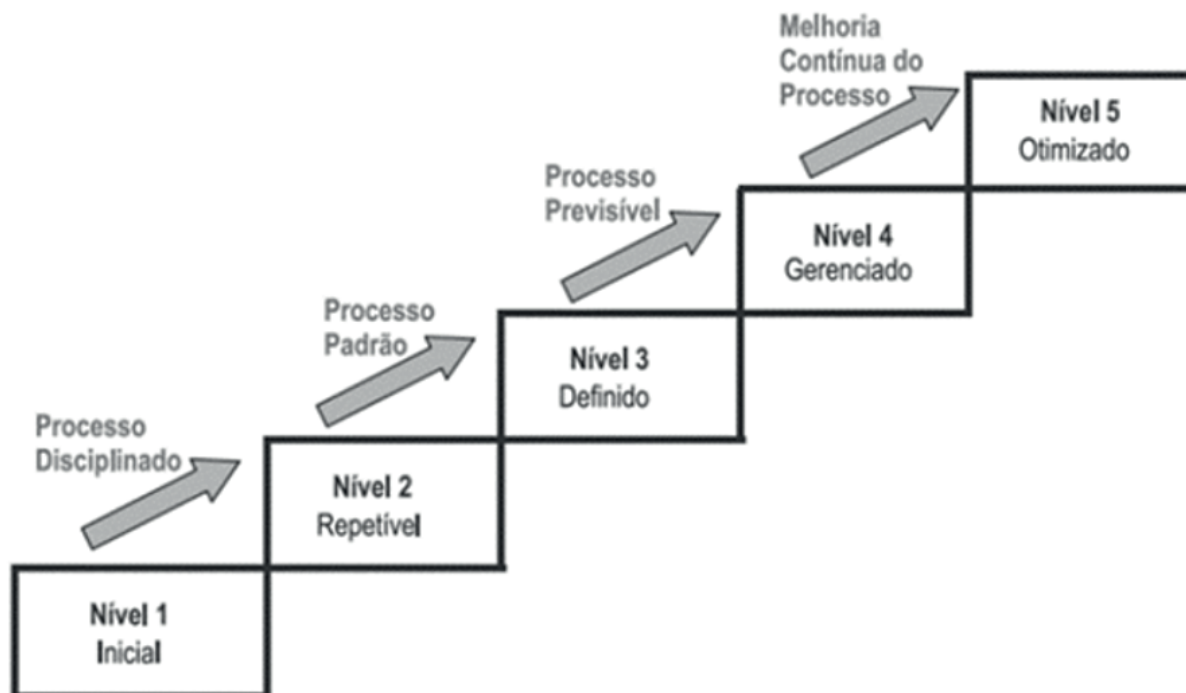 Melhoria
Contínua do
Processo
Nível 5
Otimizado
Processo
Previsível
Nível 4
Gerenciado
Processo
Padrão
Nível 3
Definido
Processo
Disciplinado
Nível 2
Repetível
Nível 1
Inicial